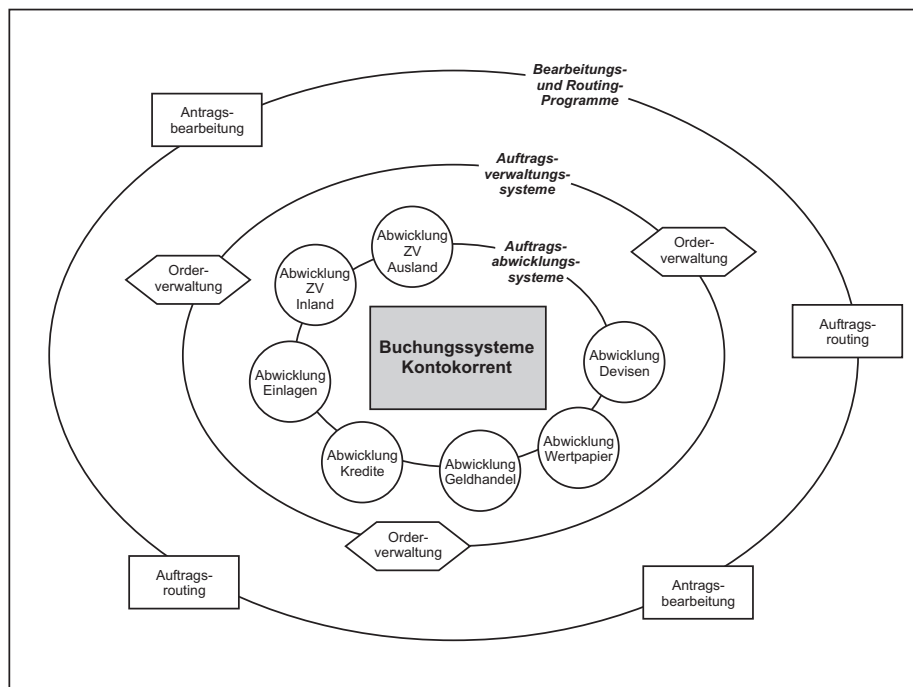 Bearbeitungs-
und Routing-
Programme
Antrags-
bearbeitung
Auftrags-
verwaltungs-
systeme
Order-
verwaltung
Order-
verwaltung
Abwicklung
ZV
Ausland
Auftrags-
abwicklungs-
systeme
Abwicklung
ZV
Inland
Auftrags-
routing
Buchungssysteme
Kontokorrent
Abwicklung
Devisen
Abwicklung
Einlagen
Abwicklung
Kredite
Abwicklung
Geldhandel
Abwicklung
Wertpapier
Order-
verwaltung
Auftrags-
routing
Antrags-
bearbeitung